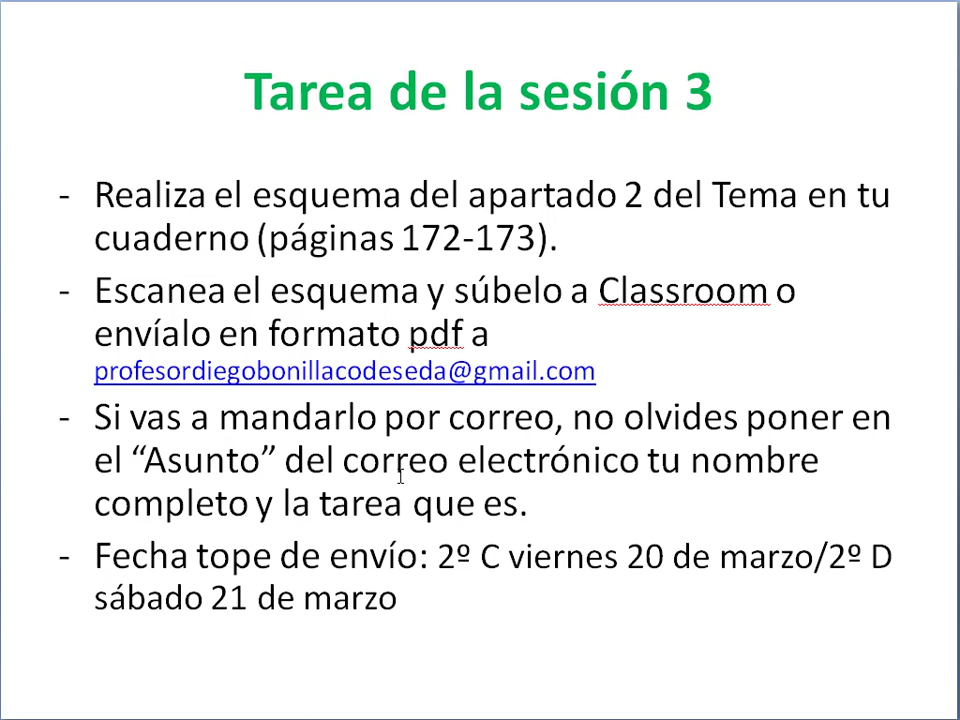 Tarea de la sesión 3
- Realiza el esquema del apartado 2 del Tema en tu
cuaderno (páginas 172-173).
- Escanea el esquema y súbelo a Classroom o
envíalo en formato pdf a
profesordiegobonillacodeseda@gmail.com
- Si vas a mandarlo por correo, no olvides poner en
el “Asunto” del correo electrónico tu nombre
completo y la tarea que es.
- Fecha tope de envío: 2º C viernes 20 de marzo/2º D
sábado 21 de marzo